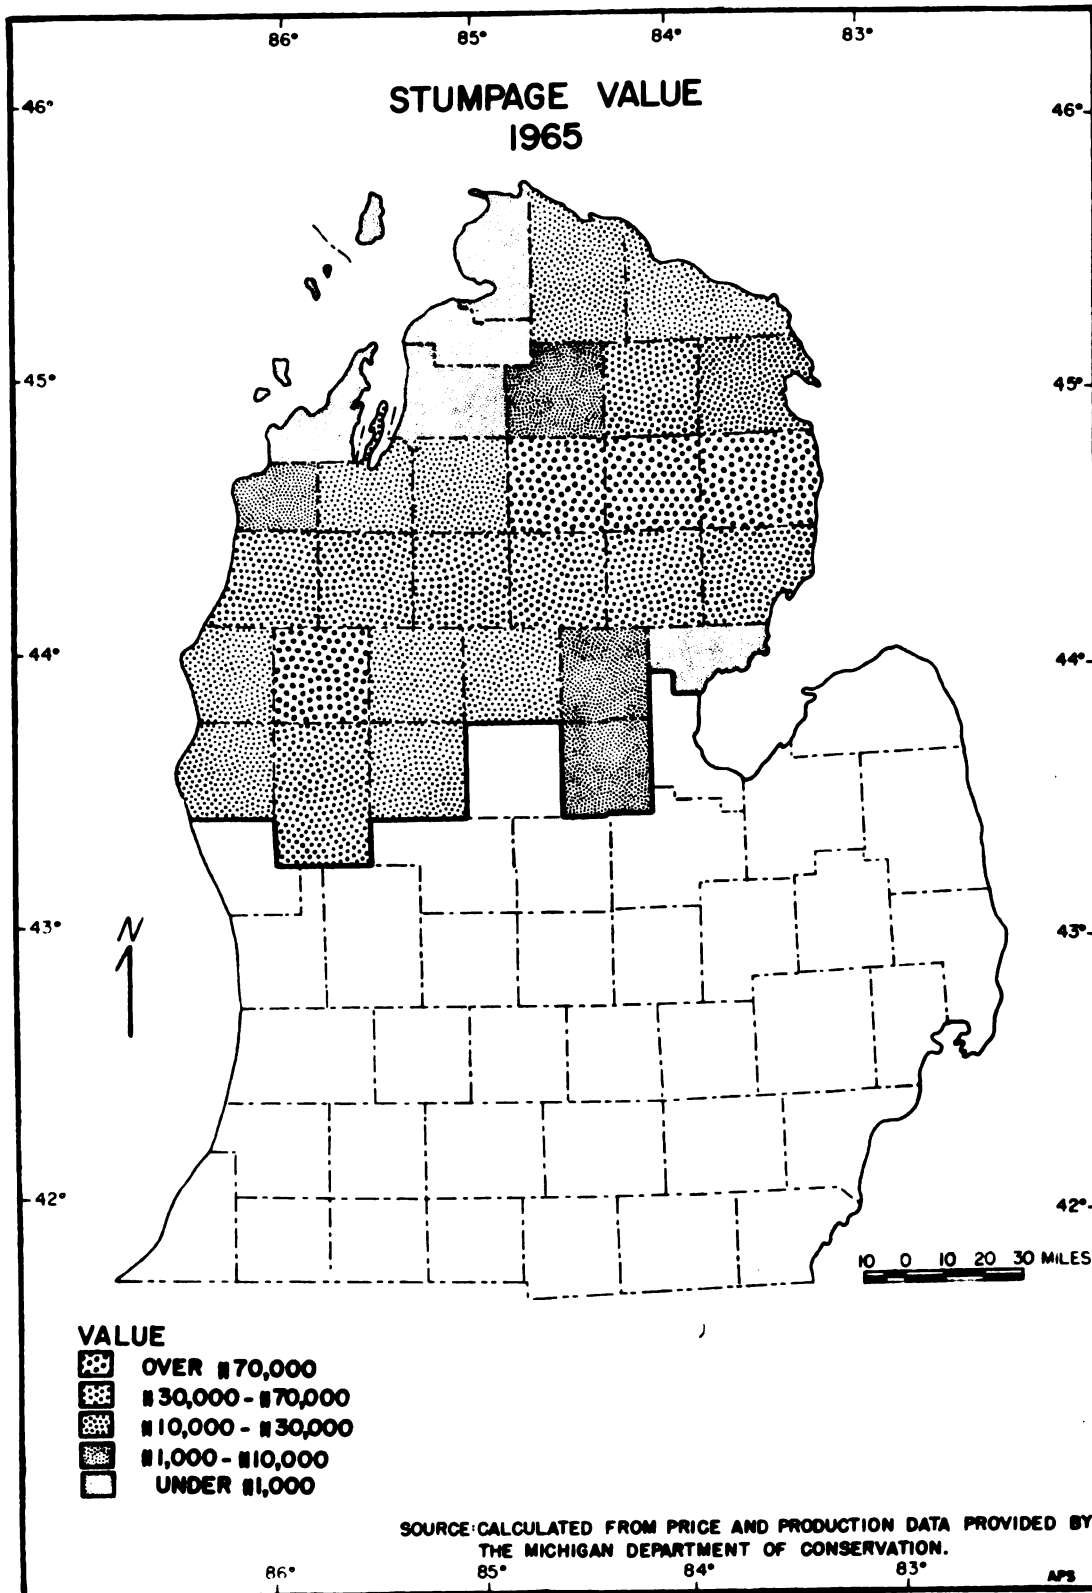 86° 85° 84° 83°
STUMPAGE VALUE
1965
46° 46°
45° 45°
44° 44°
N
43° 43°
42° 42°
10 0 10 20 30 MILES
VALUE
OVER $70,000
$30,000 - $70,000
$10,000 - $30,000
$1,000 - $10,000
UNDER $1,000
SOURCE: CALCULATED FROM PRICE AND PRODUCTION DATA PROVIDED BY
THE MICHIGAN DEPARTMENT OF CONSERVATION.
86° 85° 84° 83°
APS